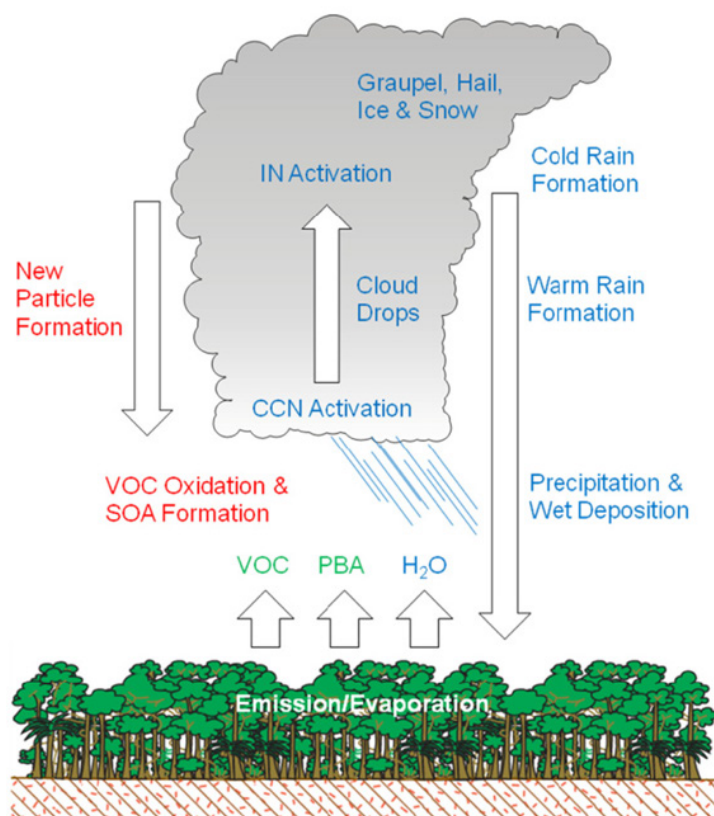 Graupel, Hail,
Ice & Snow
IN Activation
Cold Rain
Formation
New
Particle
Formation
Cloud
Drops
Warm Rain
Formation
CCN Activation
VOC Oxidation &
SOA Formation
Precipitation &
Wet Deposition
VOC PBA H₂O
Emission/Evaporation